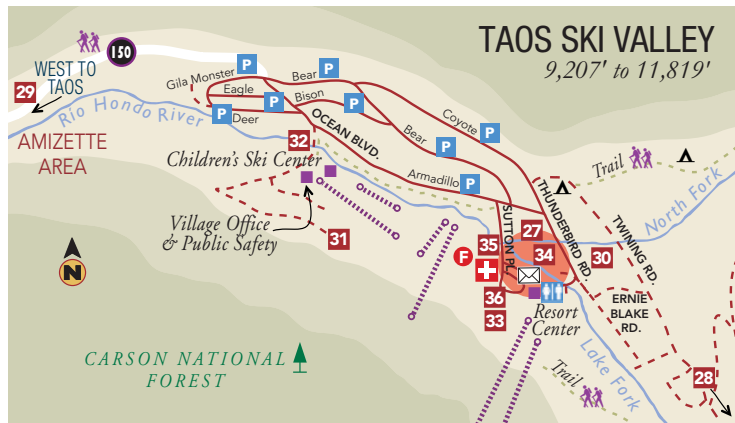 TAOS SKI VALLEY
9,207' to 11,819'
150
WEST TO
TAOS
29
Rio Hondo River
AMIZETTE
AREA
Gila Monster
P
Bear
P
Eagle
P
Bison
P
P
Deer
OCEAN BLVD.
Coyote
P
Bear
P
Armadillo
P
32
Children's Ski Center
Village Office
& Public Safety
31
Trail
North Fork
THUNDERBIRD RD.
TWINING RD.
SUTTON PL.
27
35
34
30
F
36
33
Resort
Center
ERNIE
BLAKE
RD.
Lake Fork
Trail
28
N
CARSON NATIONAL
FOREST